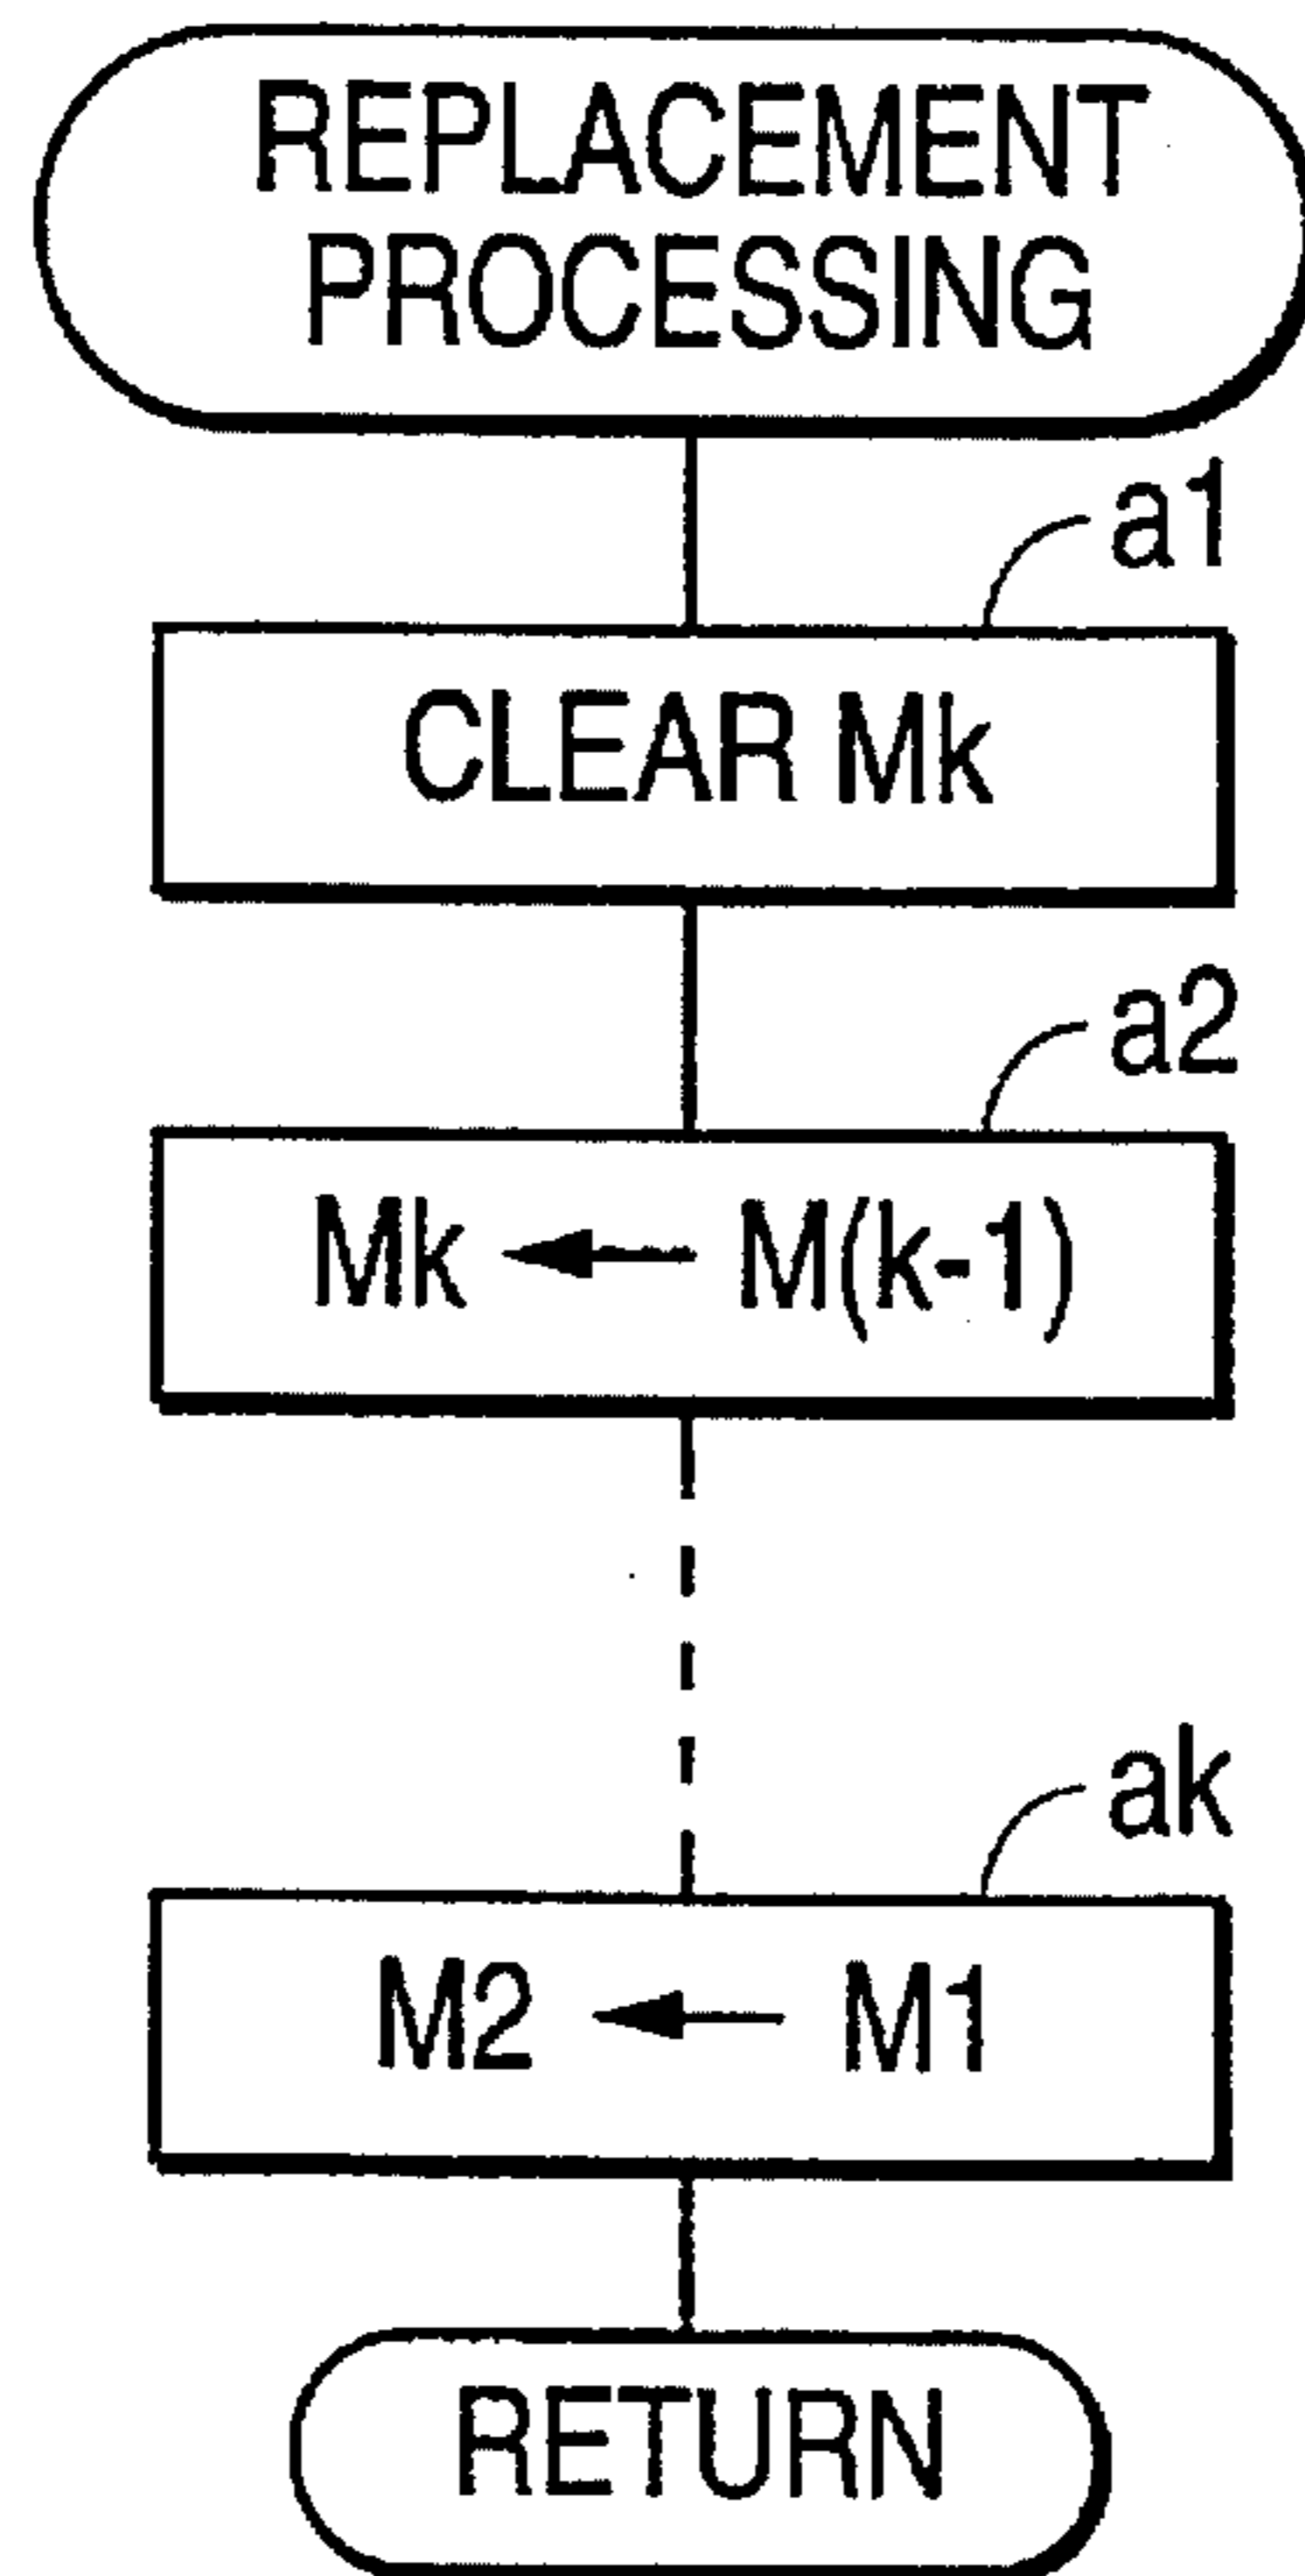 REPLACEMENT
PROCESSING
a1
CLEAR Mk
a2
Mk ← M(k-1)
ak
M2 ← M1
RETURN